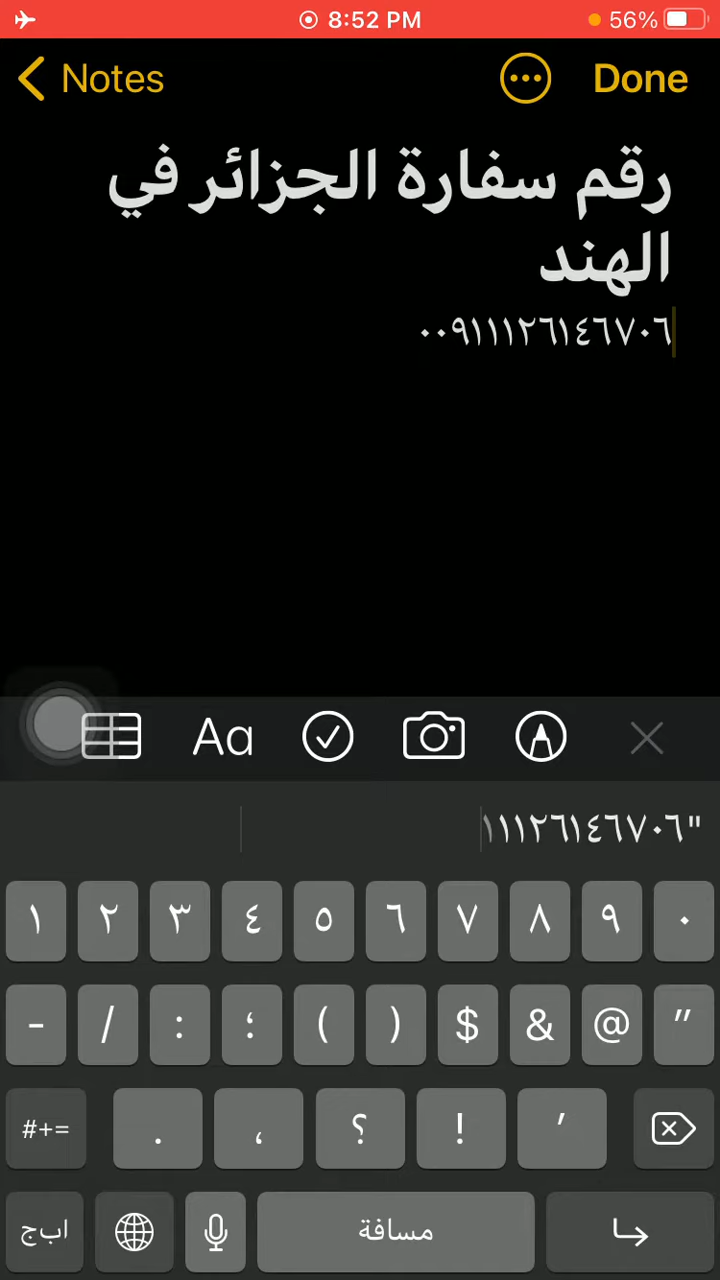 8:52 PM
56%
Notes
Done
رقم سفارة الجزائر في
الهند
٠٠٩١١١٢٦١٤٦٧٠٦
Aa
١١١٢٦١٤٦٧٠٦"
١ ٢ ٣ ٤ ٥ ٦ ٧ ٨ ٩ ٠
- / : ؛ ( ) $ & @ "
#+= . ، ؟ ! '
اب‌ج مسافة